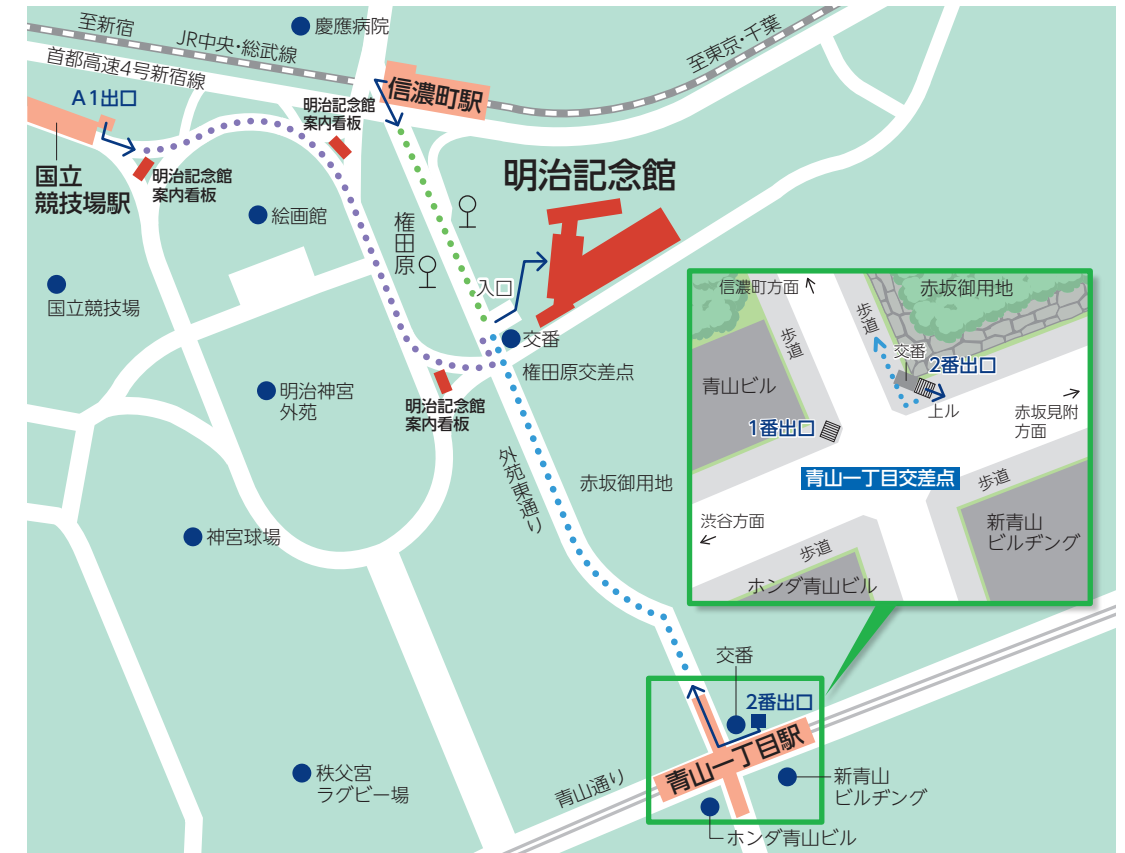 至新宿
慶應病院
JR中央・総武線
首都高速4号新宿線
至東京・千葉
A1出口
信濃町駅
明治記念館
案内看板
国立
競技場駅
明治記念館
案内看板
明治記念館
絵画館
権田原
入口
国立競技場
交番
権田原交差点
明治神宮
外苑
明治記念館
案内看板
外苑東通り
赤坂御用地
神宮球場
信濃町方面
赤坂御用地
歩道
歩道
交番
2番出口
青山ビル
上ル
赤坂見附
方面
1番出口
青山一丁目交差点
歩道
渋谷方面
新青山
ビルヂング
歩道
ホンダ青山ビル
交番
2番出口
青山一丁目駅
秩父宮
ラグビー場
青山通り
新青山
ビルヂング
ホンダ青山ビル